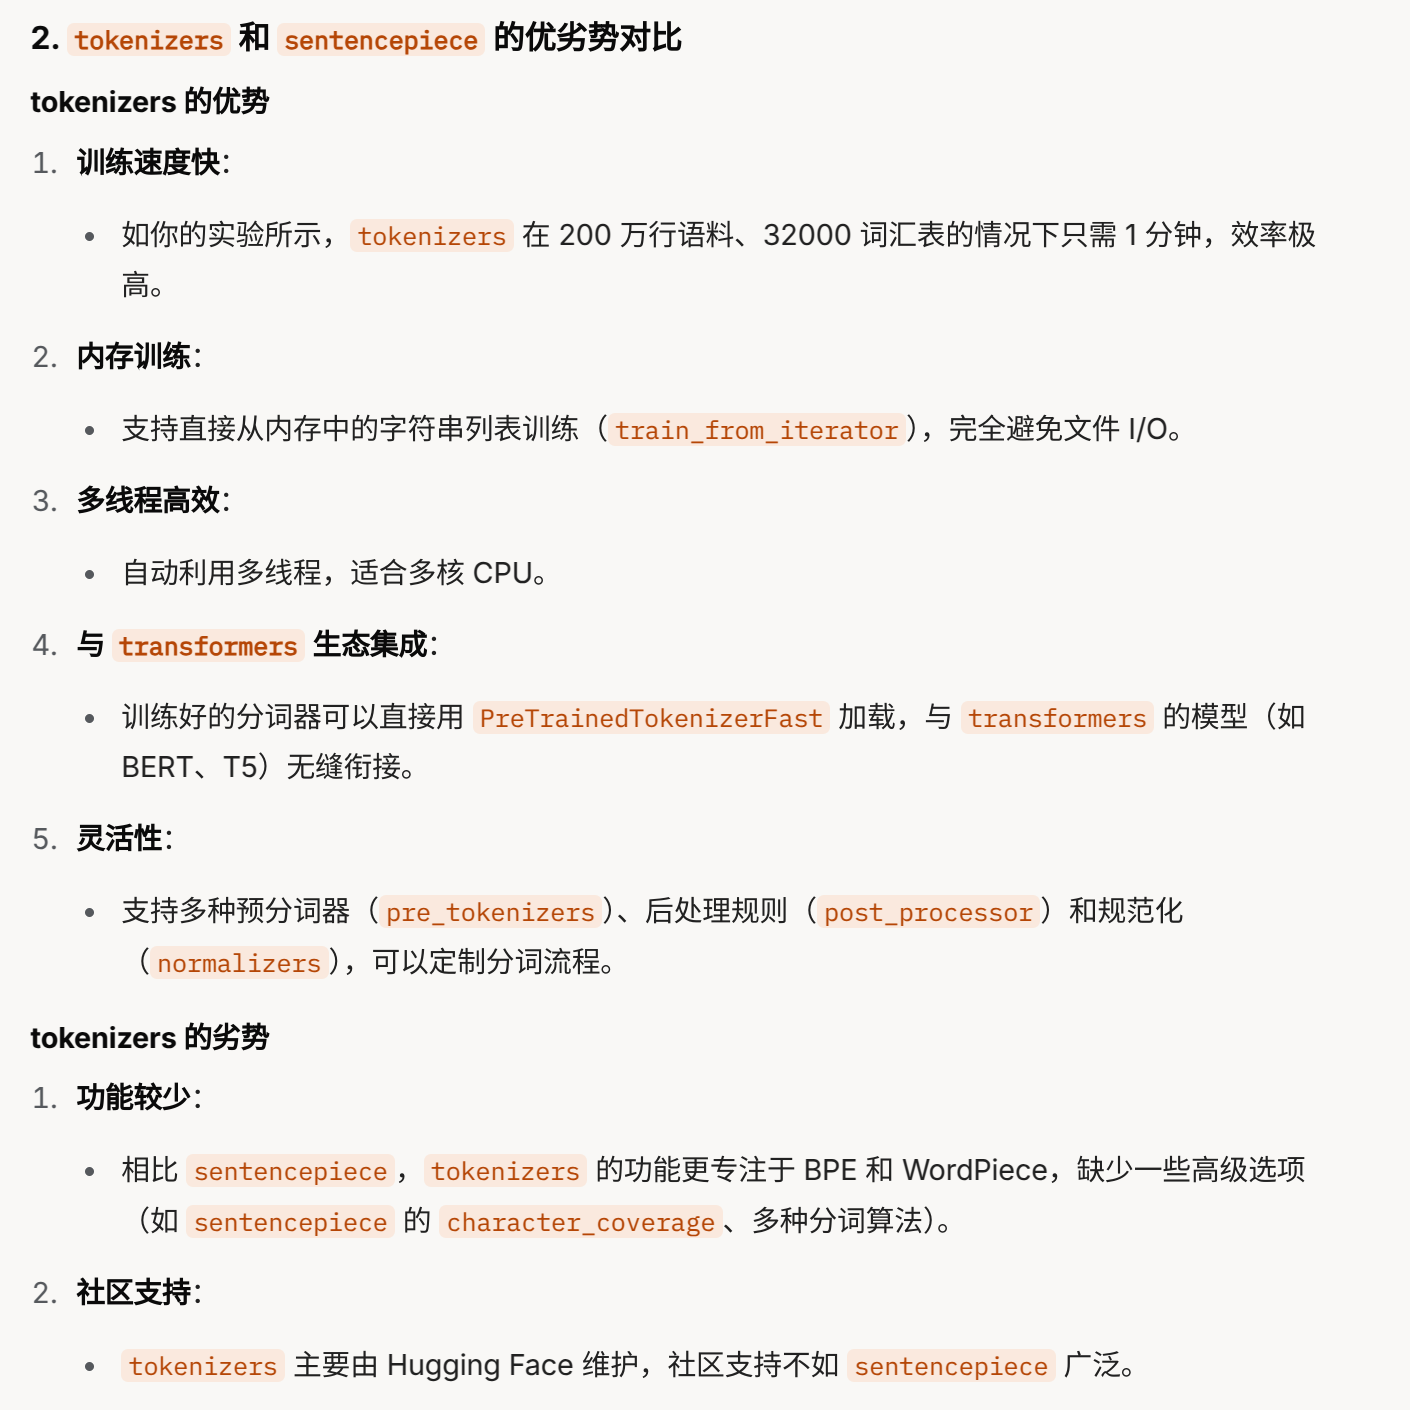 2. tokenizers 和 sentencepiece 的优劣势对比
tokenizers 的优势
1. 训练速度快：
• 如你的实验所示，tokenizers 在 200 万行语料、32000 词汇表的情况下只需 1 分钟，效率极
高。
2. 内存训练：
• 支持直接从内存中的字符串列表训练（train_from_iterator），完全避免文件 I/O。
3. 多线程高效：
• 自动利用多线程，适合多核 CPU。
4. 与 transformers 生态集成：
• 训练好的分词器可以直接用 PreTrainedTokenizerFast 加载，与 transformers 的模型（如
BERT、T5）无缝衔接。
5. 灵活性：
• 支持多种预分词器（pre_tokenizers）、后处理规则（post_processor）和规范化
（normalizers），可以定制分词流程。
tokenizers 的劣势
1. 功能较少：
• 相比 sentencepiece，tokenizers 的功能更专注于 BPE 和 WordPiece，缺少一些高级选项
（如 sentencepiece 的 character_coverage、多种分词算法）。
2. 社区支持：
• tokenizers 主要由 Hugging Face 维护，社区支持不如 sentencepiece 广泛。